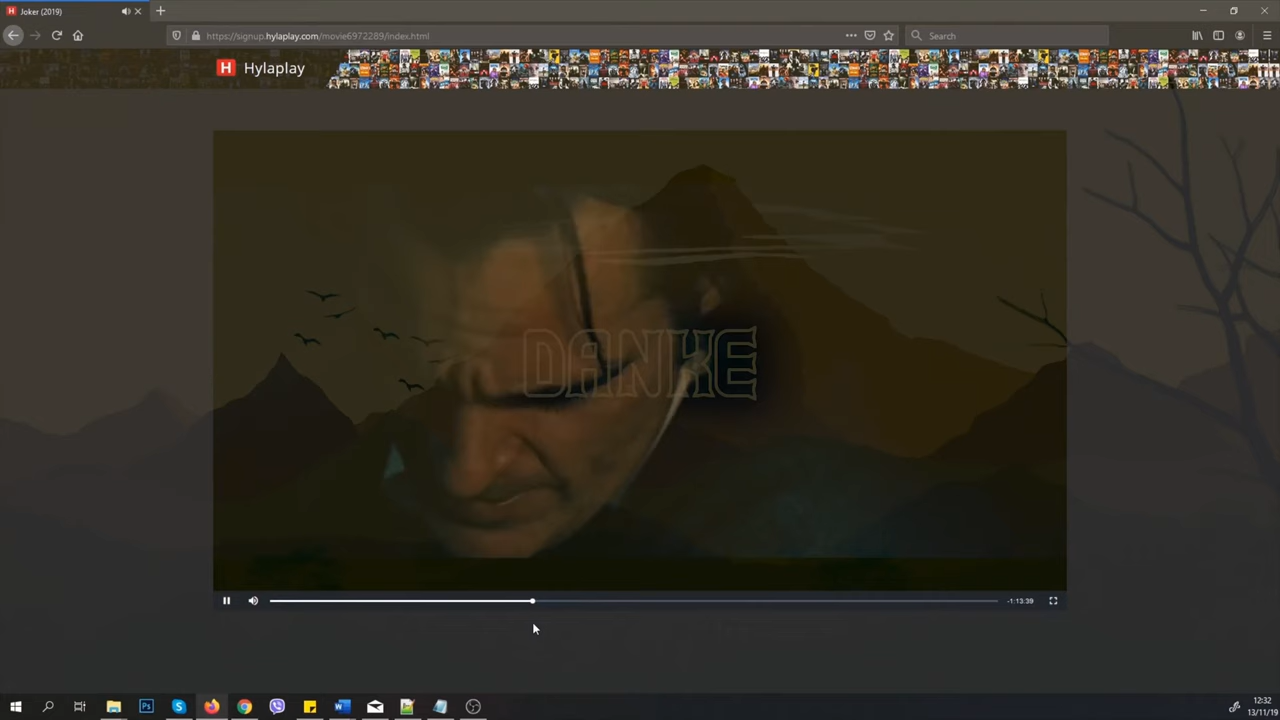 Joker (2019)
https://signup.hylaplay.com/movie6972289/index.html
Search
H Hylaplay
DANKE
-1:13:39
12:32
13/11/19